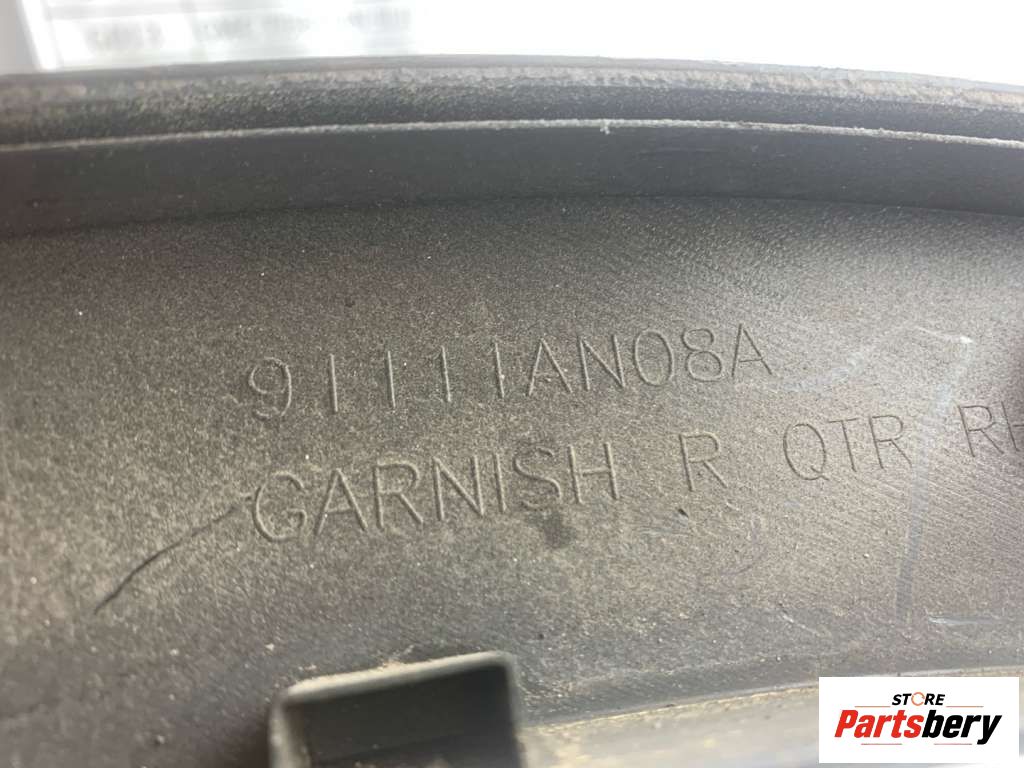 91111AN08A
GARNISH R QTR RH
STORE
Partsbery